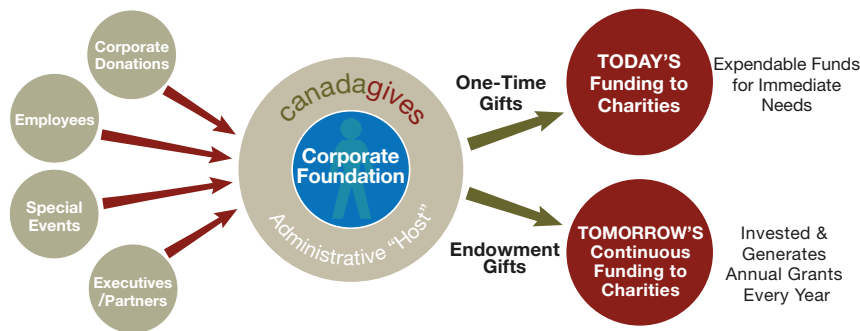 Corporate
Donations
Employees
Special
Events
Executives
/Partners
canadagives
Corporate
Foundation
Administrative “Host”
One-Time
Gifts
Endowment
Gifts
TODAY’S
Funding to
Charities
Expendable Funds
for Immediate
Needs
TOMORROW’S
Continuous
Funding to
Charities
Invested &
Generates
Annual Grants
Every Year